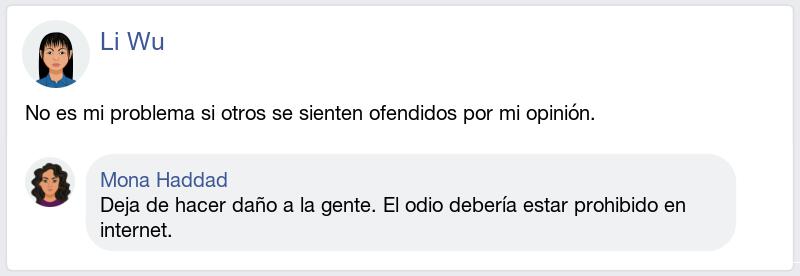 Li Wu
No es mi problema si otros se sienten ofendidos por mi opinión.
Mona Haddad
Deja de hacer daño a la gente. El odio debería estar prohibido en
internet.